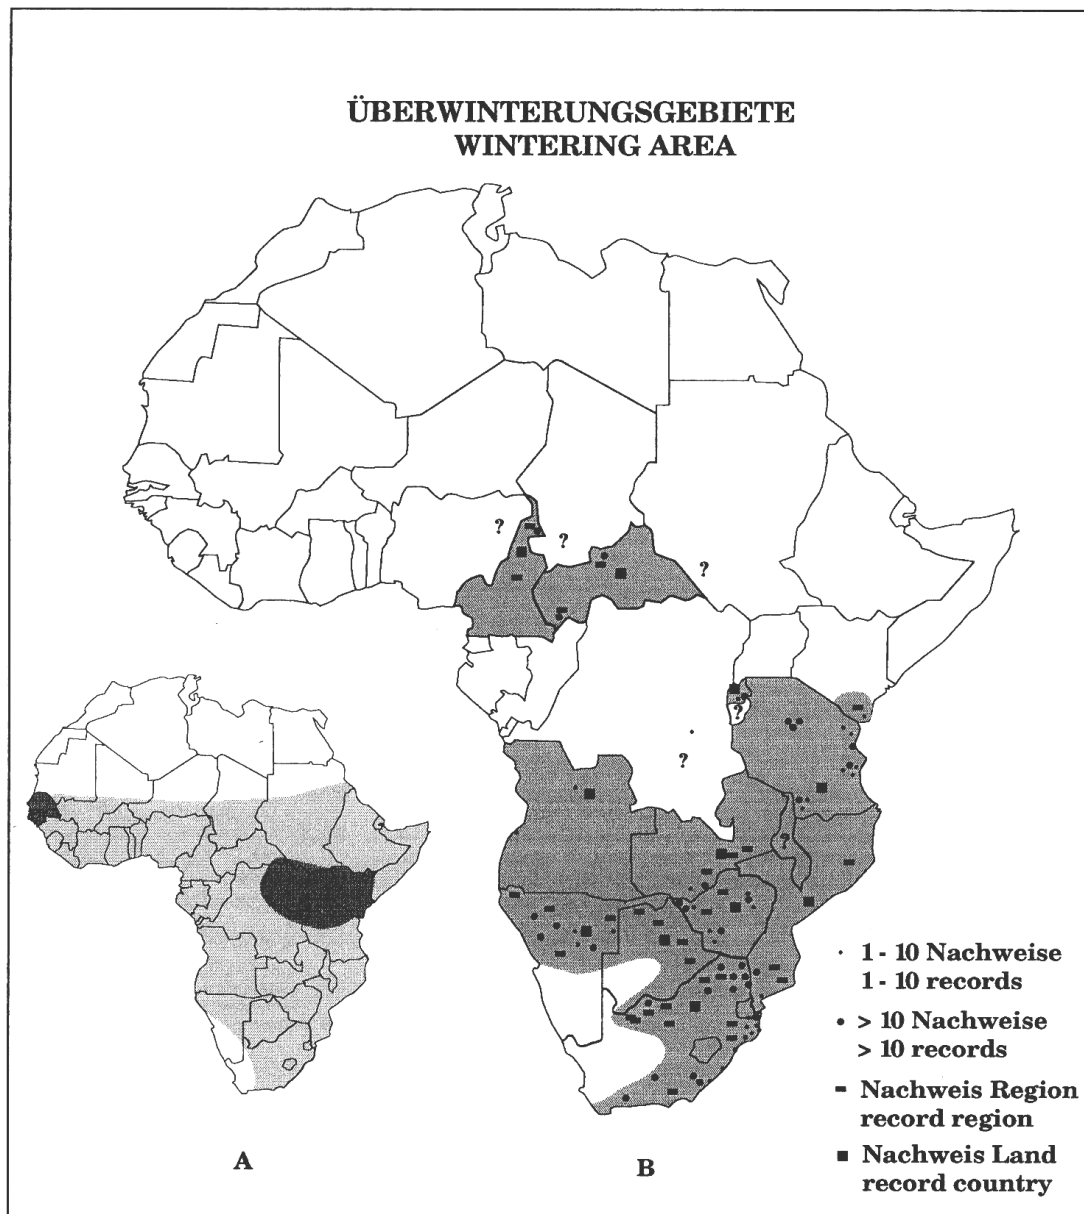 ÜBERWINTERUNGSGEBIETE
WINTERING AREA
?
?
?
?
?
?
· 1 - 10 Nachweise
1 - 10 records
• > 10 Nachweise
> 10 records
Nachweis Region
record region
■ Nachweis Land
record country
A
B